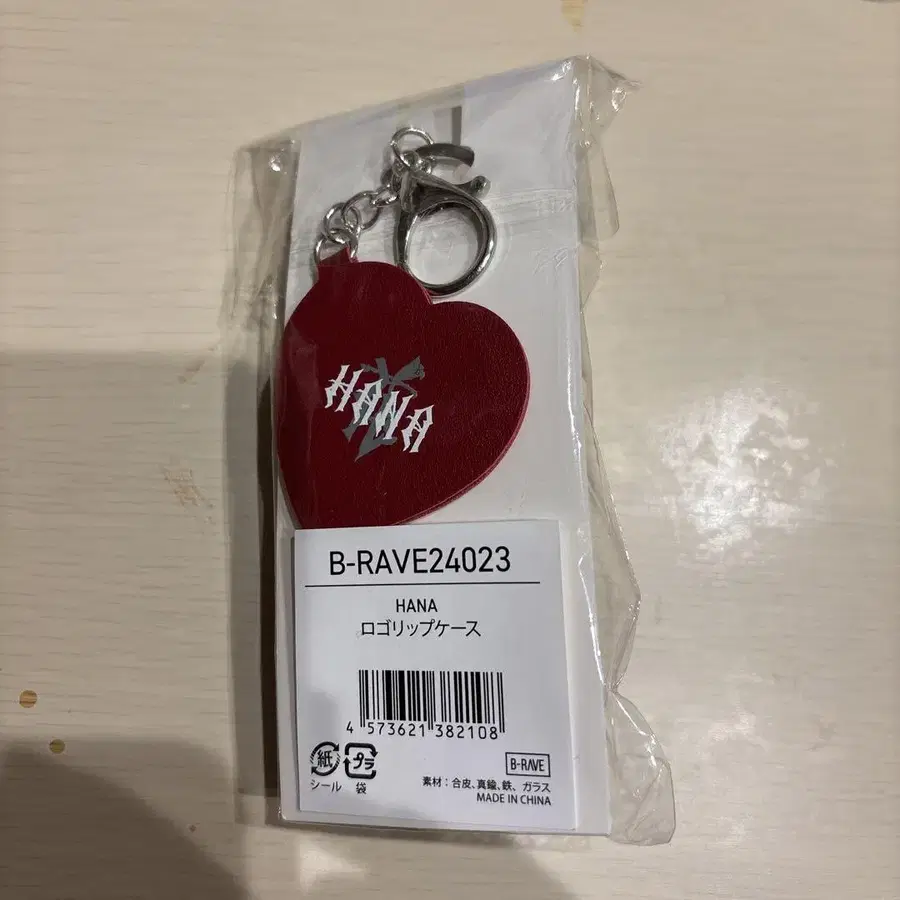 HANA
B-RAVE24023
HANA
ロゴリップケース
4 573621 382108
紙 プラ
シール 袋
B-RAVE
素材：合皮、真鍮、鉄、ガラス
MADE IN CHINA